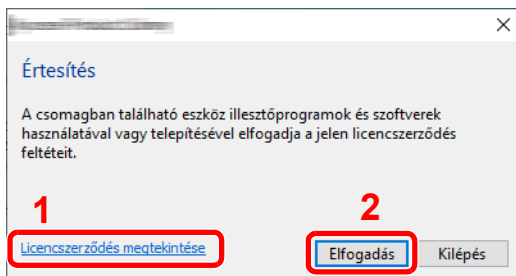 Értesítés
A csomagban található eszköz illesztőprogramok és szoftverek
használatával vagy telepítésével elfogadja a jelen licencszerződés
feltételit.
1
2
Licencszerződés megtekintése
Elfogadás
Kilépés